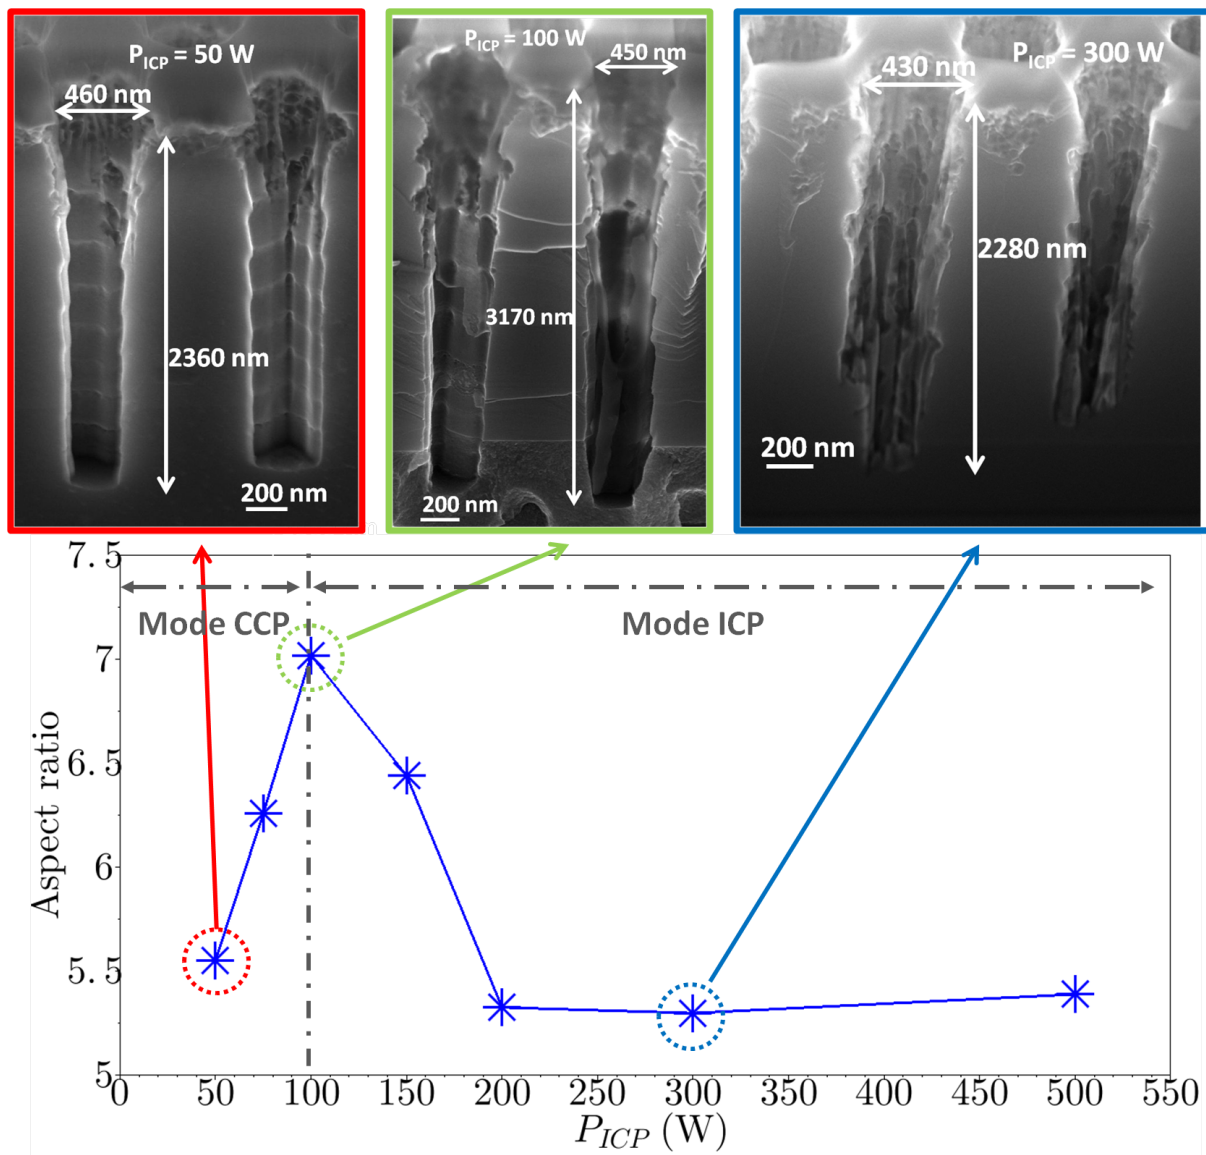 P_ICP = 50 W
460 nm
2360 nm
200 nm
P_ICP = 100 W
450 nm
3170 nm
200 nm
P_ICP = 300 W
430 nm
2280 nm
200 nm
Mode CCP
Mode ICP
Aspect ratio
7.5
7
6.5
6
5.5
5
0 50 100 150 200 250 300 350 400 450 500 550
P_ICP (W)